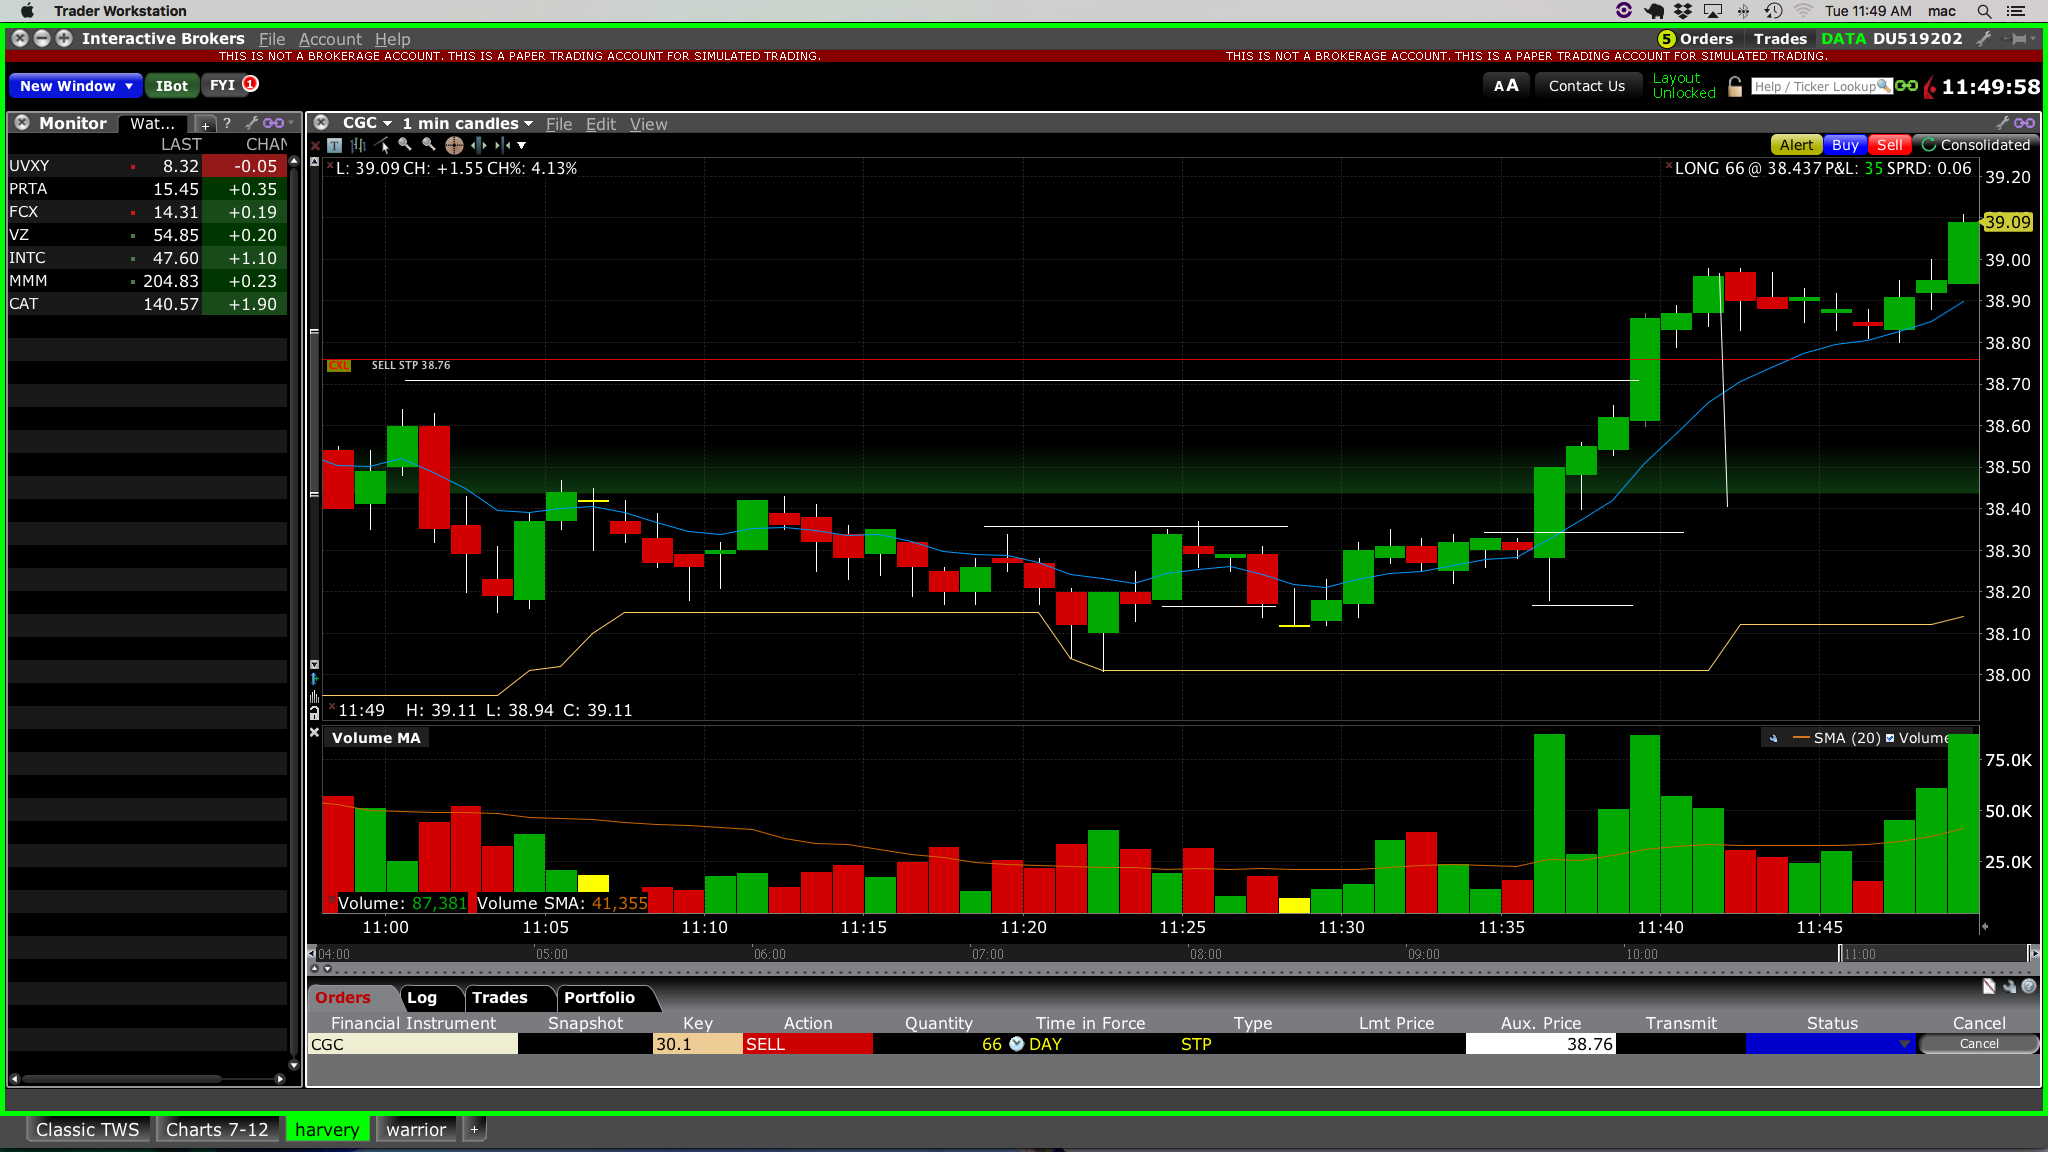 Trader Workstation
Tue 11:49 AM mac
Interactive Brokers File Account Help
5 Orders Trades DATA DU519202
THIS IS NOT A BROKERAGE ACCOUNT. THIS IS A PAPER TRADING ACCOUNT FOR SIMULATED TRADING.
THIS IS NOT A BROKERAGE ACCOUNT. THIS IS A PAPER TRADING ACCOUNT FOR SIMULATED TRADING.
New Window IBot FYI 1
AA Contact Us Layout Unlocked Help / Ticker Lookup 11:49:58
Monitor Wat... + ?
LAST CHAN
UVXY 8.32 -0.05
PRTA 15.45 +0.35
FCX 14.31 +0.19
VZ 54.85 +0.20
INTC 47.60 +1.10
MMM 204.83 +0.23
CAT 140.57 +1.90
CGC 1 min candles File Edit View
T
Alert Buy Sell Consolidated
L: 39.09 CH: +1.55 CH%: 4.13%
LONG 66 @ 38.437 P&L: 35 SPRD: 0.06
39.20
39.09
39.00
38.90
38.80
38.70
38.60
38.50
38.40
38.30
38.20
38.10
38.00
CXL SELL STP 38.76
11:49 H: 39.11 L: 38.94 C: 39.11
Volume MA
SMA (20) Volume
75.0K
50.0K
25.0K
Volume: 87,381 Volume SMA: 41,355
11:00 11:05 11:10 11:15 11:20 11:25 11:30 11:35 11:40 11:45
04:00 05:00 06:00 07:00 08:00 09:00 10:00 11:00
Orders Log Trades Portfolio
Financial Instrument Snapshot Key Action Quantity Time in Force Type Lmt Price Aux. Price Transmit Status Cancel
CGC 30.1 SELL 66 DAY STP 38.76 Cancel
Classic TWS Charts 7-12 harvery warrior +